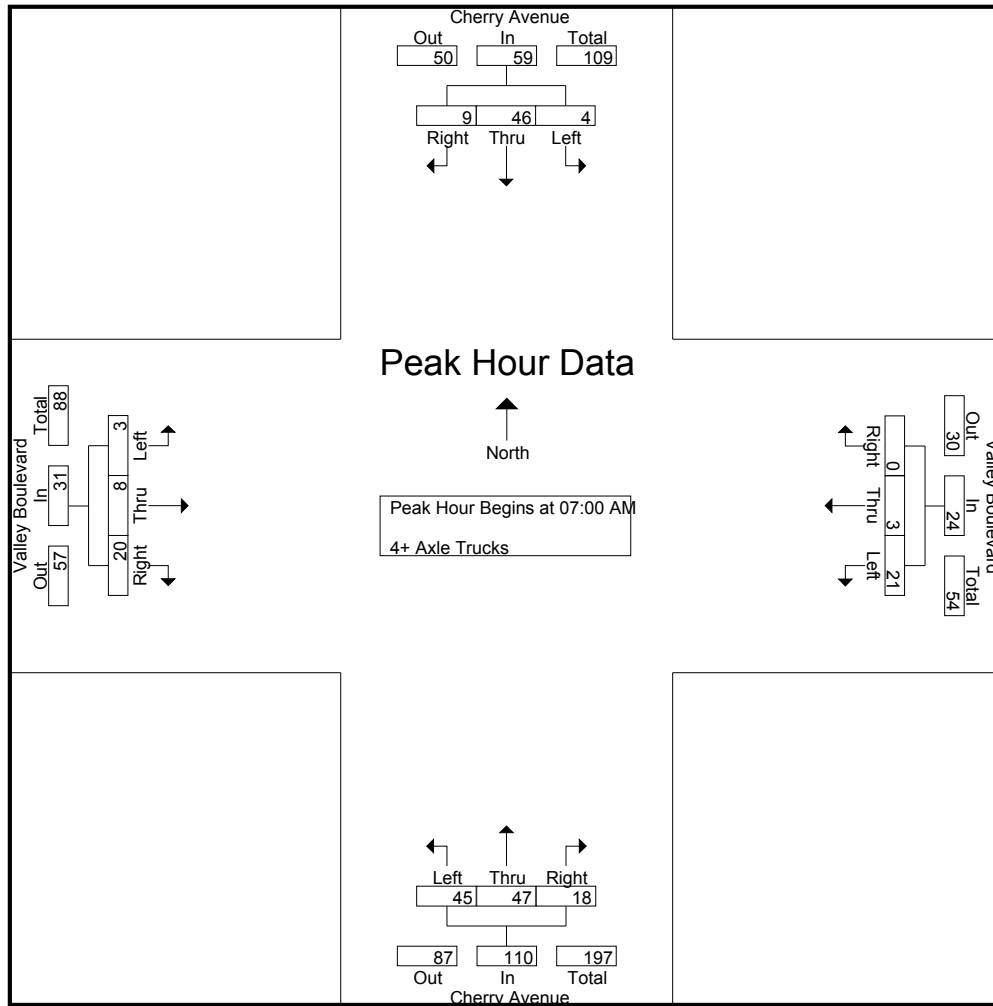 Cherry Avenue
Out In Total
50 59 109
9 46 4
Right Thru Left
Peak Hour Data
North
Peak Hour Begins at 07:00 AM
4+ Axle Trucks
Valley Boulevard
Out In Total
57 31 88
3 8 20
Left Thru Right
Valley Boulevard
Out In Total
30 24 54
0 3 21
Right Thru Left
Left Thru Right
45 47 18
87 110 197
Out In Total
Cherry Avenue